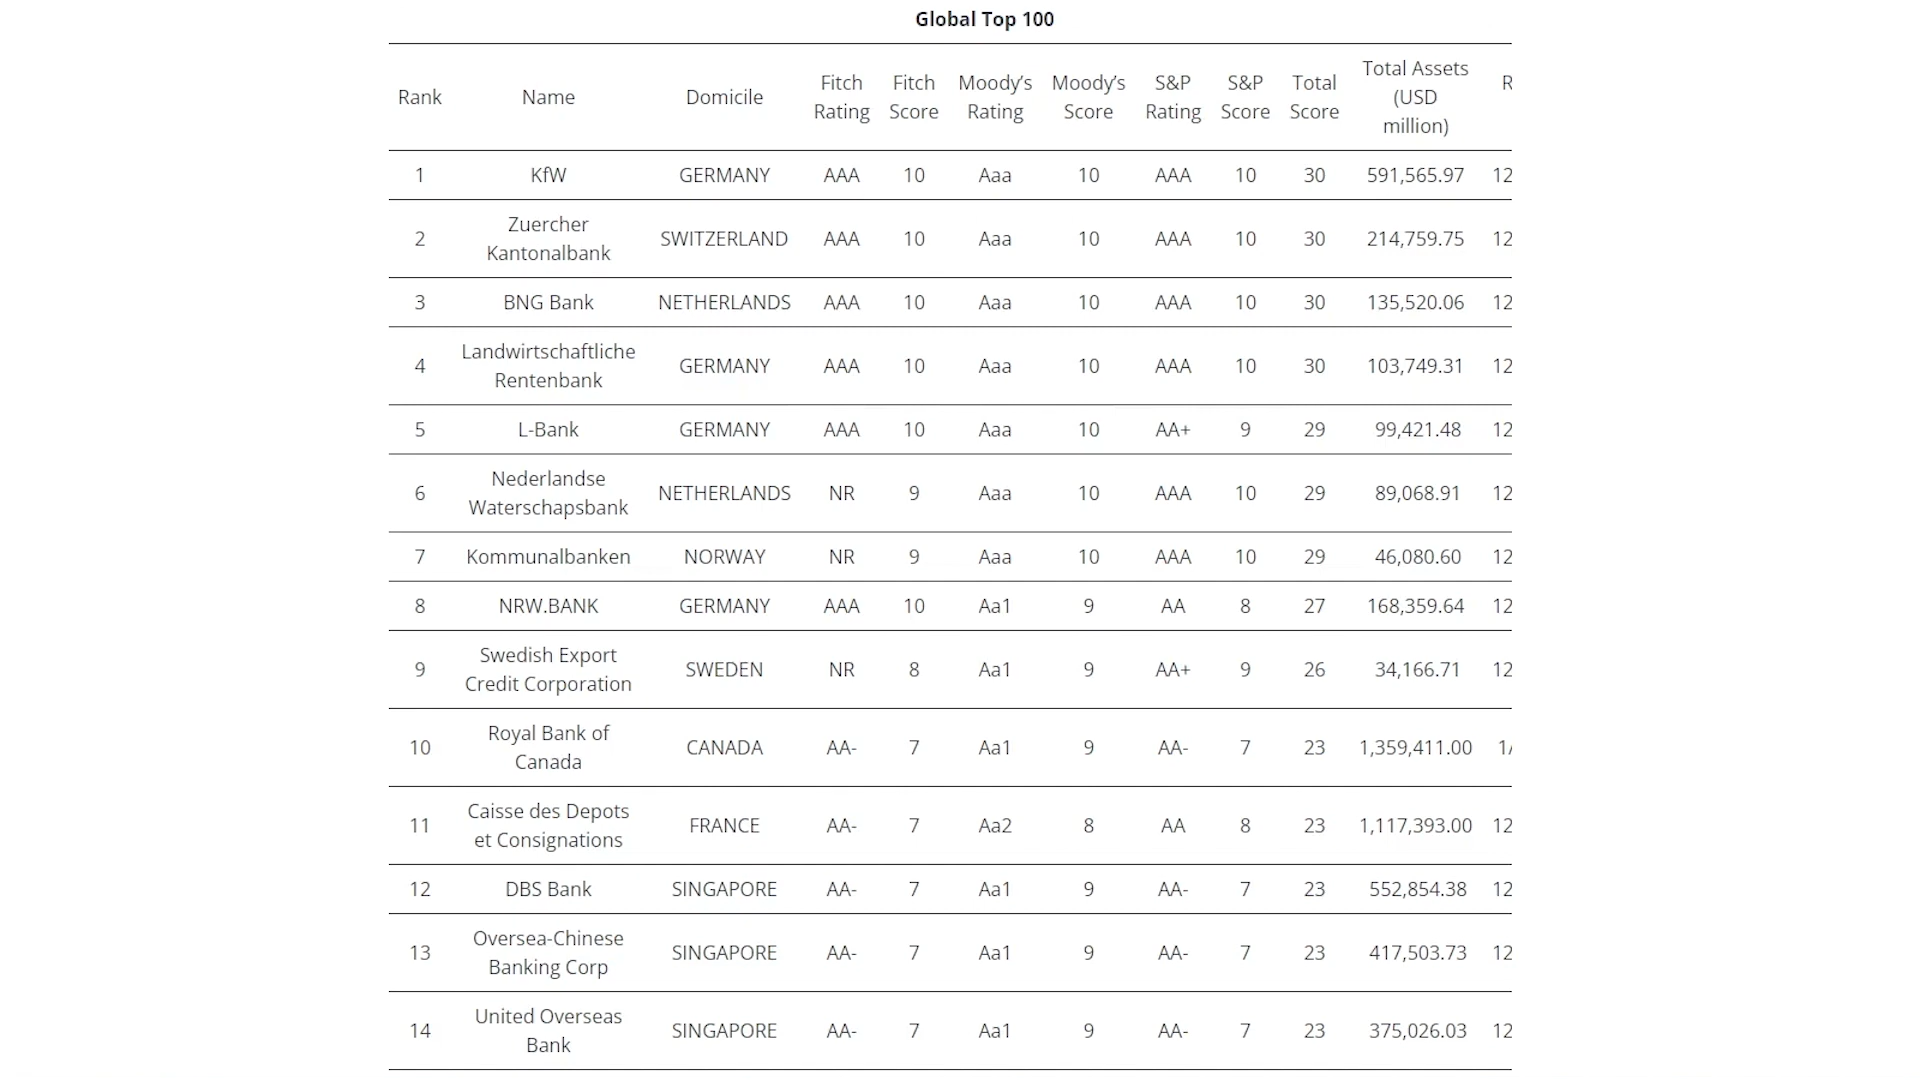 Global Top 100
Rank Name Domicile Fitch Rating Fitch Score Moody’s Rating Moody’s Score S&P Rating S&P Score Total Score Total Assets (USD million) R
1 KfW GERMANY AAA 10 Aaa 10 AAA 10 30 591,565.97 12
2 Zuercher Kantonalbank SWITZERLAND AAA 10 Aaa 10 AAA 10 30 214,759.75 12
3 BNG Bank NETHERLANDS AAA 10 Aaa 10 AAA 10 30 135,520.06 12
4 Landwirtschaftliche Rentenbank GERMANY AAA 10 Aaa 10 AAA 10 30 103,749.31 12
5 L-Bank GERMANY AAA 10 Aaa 10 AA+ 9 29 99,421.48 12
6 Nederlandse Waterschapsbank NETHERLANDS NR 9 Aaa 10 AAA 10 29 89,068.91 12
7 Kommunalbanken NORWAY NR 9 Aaa 10 AAA 10 29 46,080.60 12
8 NRW.BANK GERMANY AAA 10 Aa1 9 AA 8 27 168,359.64 12
9 Swedish Export Credit Corporation SWEDEN NR 8 Aa1 9 AA+ 9 26 34,166.71 12
10 Royal Bank of Canada CANADA AA- 7 Aa1 9 AA- 7 23 1,359,411.00 1/
11 Caisse des Depots et Consignations FRANCE AA- 7 Aa2 8 AA 8 23 1,117,393.00 12
12 DBS Bank SINGAPORE AA- 7 Aa1 9 AA- 7 23 552,854.38 12
13 Oversea-Chinese Banking Corp SINGAPORE AA- 7 Aa1 9 AA- 7 23 417,503.73 12
14 United Overseas Bank SINGAPORE AA- 7 Aa1 9 AA- 7 23 375,026.03 12